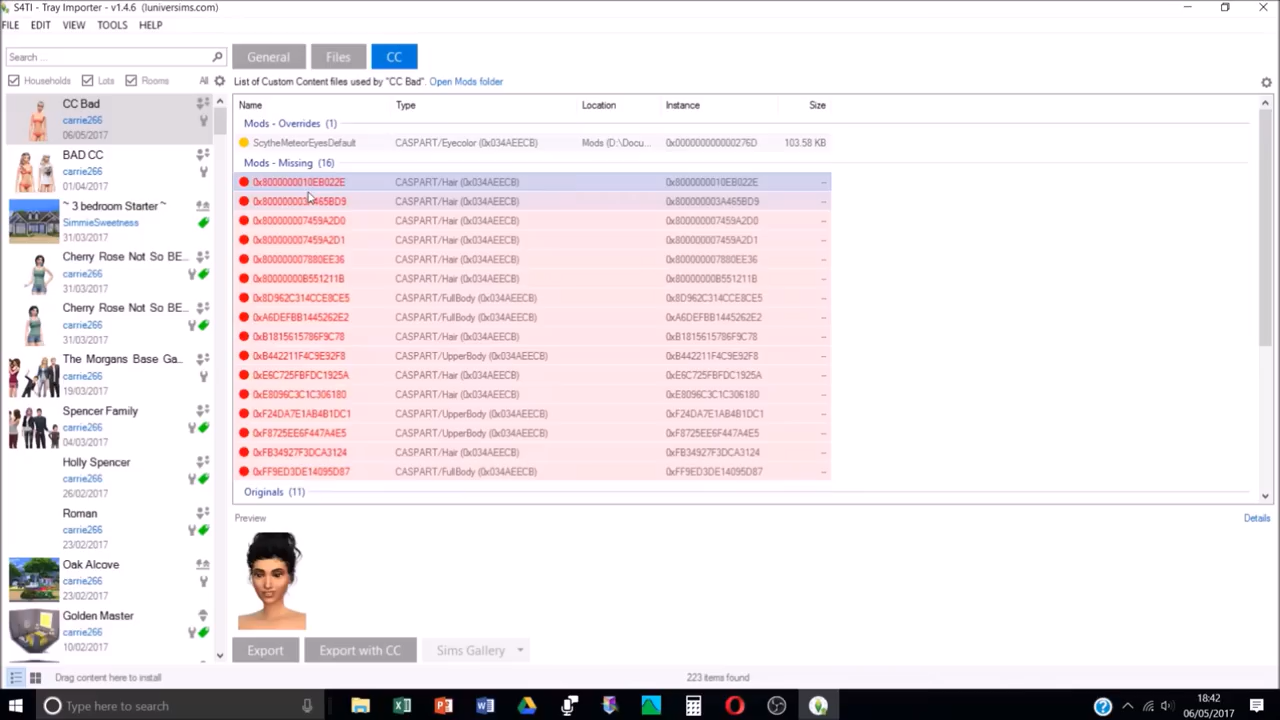 S4TI - Tray Importer - v1.4.6 (luniversims.com)
FILE EDIT VIEW TOOLS HELP
Search ...
General Files CC
Households Lots Rooms All
List of Custom Content files used by "CC Bad". Open Mods folder
Name Type Location Instance Size
CC Bad
carrie266
06/05/2017
BAD CC
carrie266
01/04/2017
~ 3 bedroom Starter ~
SimmieSweetness
31/03/2017
Cherry Rose Not So BE...
carrie266
31/03/2017
Cherry Rose Not So BE...
carrie266
31/03/2017
The Morgans Base Ga...
carrie266
19/03/2017
Spencer Family
carrie266
04/03/2017
Holly Spencer
carrie266
26/02/2017
Roman
carrie266
23/02/2017
Oak Alcove
carrie266
23/02/2017
Golden Master
carrie266
10/02/2017
Mods - Overrides (1)
ScytheMeteorEyesDefault CASPART/Eyecolor (0x034AEECB) Mods (D:\Docu... 0x000000000000276D 103.58 KB
Mods - Missing (16)
0x8000000010EB022E CASPART/Hair (0x034AEECB) 0x8000000010EB022E --
0x800000003A465BD9 CASPART/Hair (0x034AEECB) 0x800000003A465BD9 --
0x800000007459A2D0 CASPART/Hair (0x034AEECB) 0x800000007459A2D0 --
0x800000007459A2D1 CASPART/Hair (0x034AEECB) 0x800000007459A2D1 --
0x800000007880EE36 CASPART/Hair (0x034AEECB) 0x800000007880EE36 --
0x80000000B551211B CASPART/Hair (0x034AEECB) 0x80000000B551211B --
0x8D962C314CCE8CE5 CASPART/FullBody (0x034AEECB) 0x8D962C314CCE8CE5 --
0xA6DEFBB1445262E2 CASPART/FullBody (0x034AEECB) 0xA6DEFBB1445262E2 --
0xB1815615786F9C78 CASPART/Hair (0x034AEECB) 0xB1815615786F9C78 --
0xB442211F4C9E92F8 CASPART/UpperBody (0x034AEECB) 0xB442211F4C9E92F8 --
0xE6C725FBFDC1925A CASPART/Hair (0x034AEECB) 0xE6C725FBFDC1925A --
0xE8096C3C1C306180 CASPART/Hair (0x034AEECB) 0xE8096C3C1C306180 --
0xF24DA7E1AB4B1DC1 CASPART/UpperBody (0x034AEECB) 0xF24DA7E1AB4B1DC1 --
0xF8725EE6F447A4E5 CASPART/UpperBody (0x034AEECB) 0xF8725EE6F447A4E5 --
0xFB34927F3DCA3124 CASPART/Hair (0x034AEECB) 0xFB34927F3DCA3124 --
0xFF9ED3DE14095D87 CASPART/FullBody (0x034AEECB) 0xFF9ED3DE14095D87 --
Originals (11)
Preview Details
Export Export with CC Sims Gallery
Drag content here to install 223 items found
Type here to search
18:42
06/05/2017